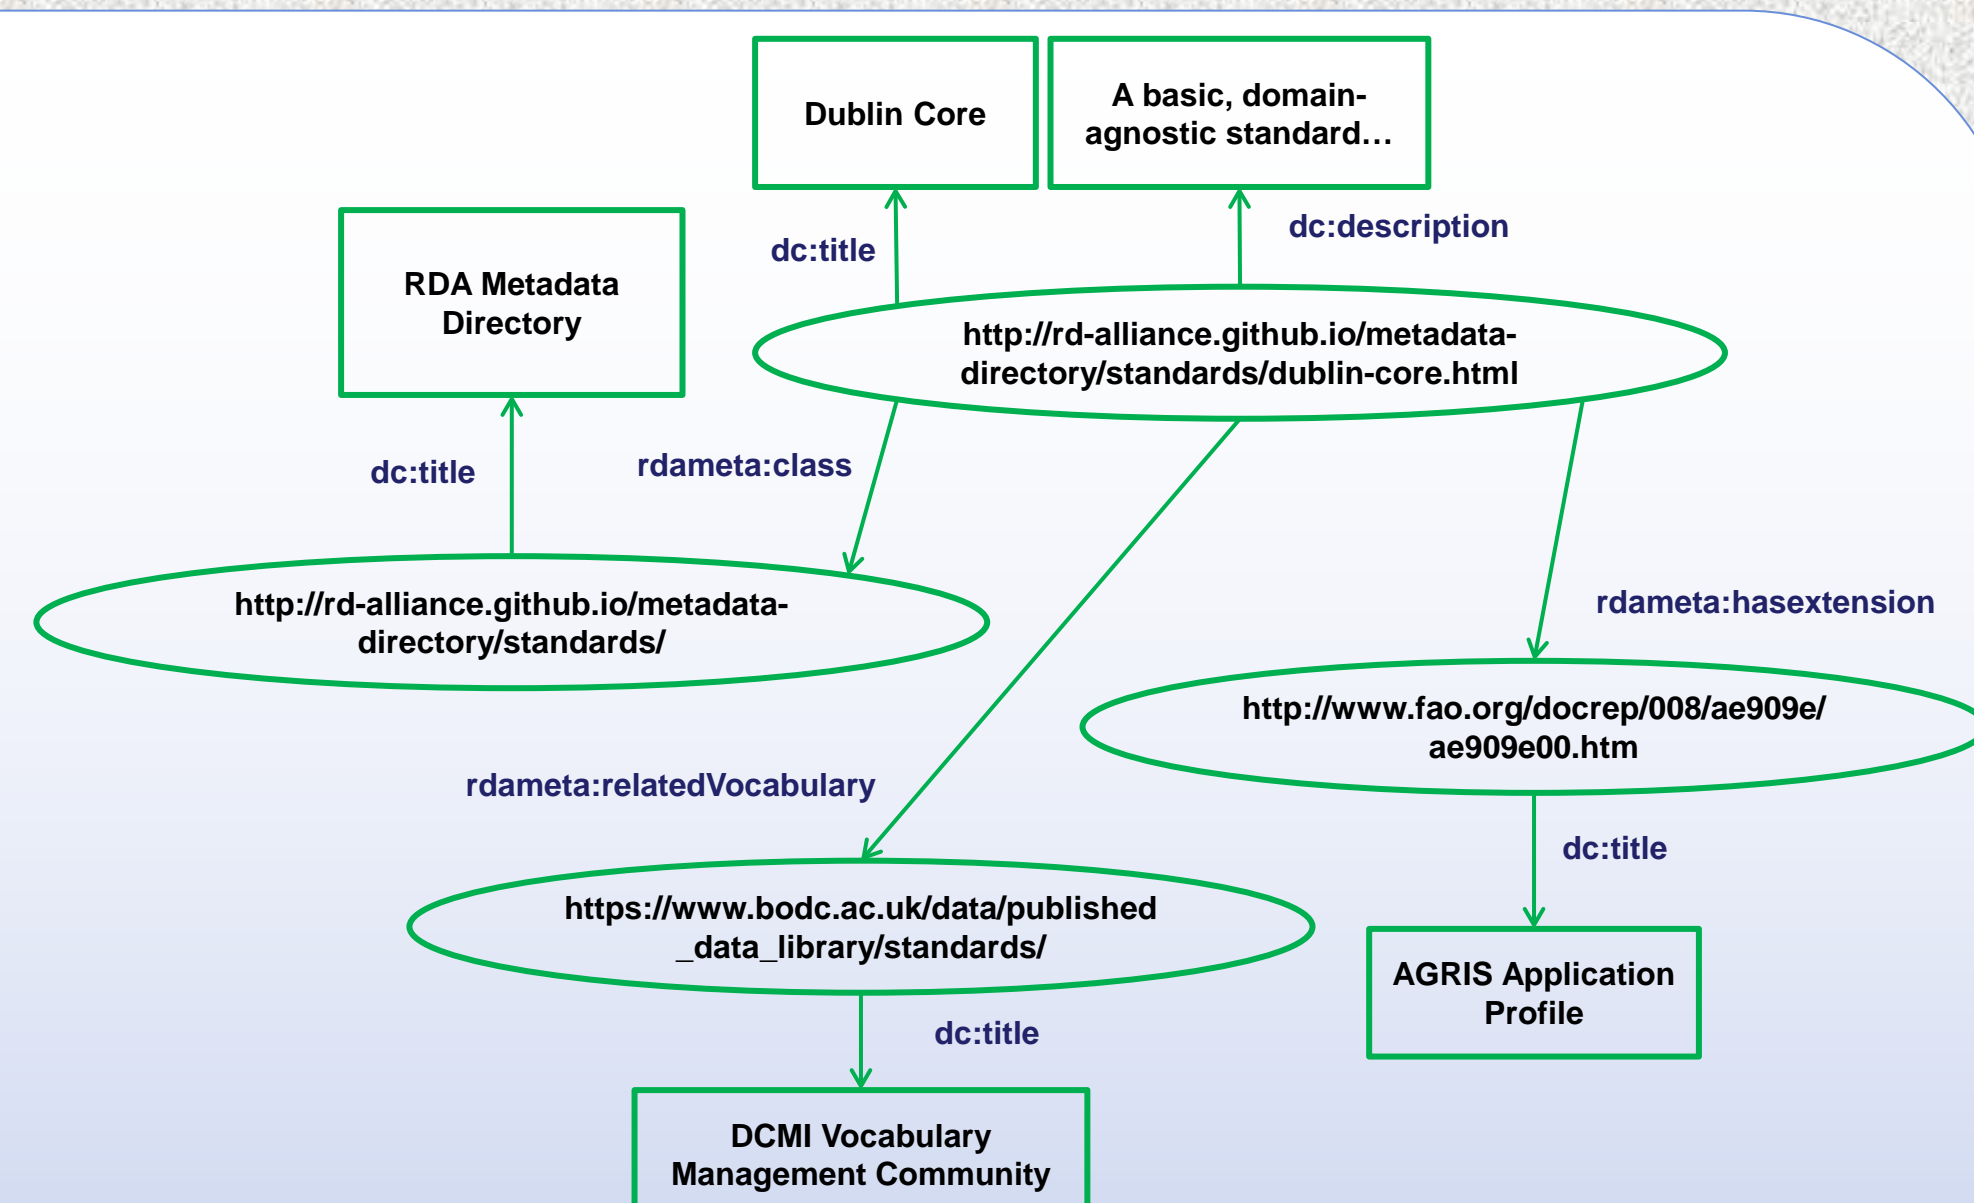 Dublin Core
A basic, domain-
agnostic standard…
dc:title
dc:description
RDA Metadata
Directory
http://rd-alliance.github.io/metadata-
directory/standards/dublin-core.html
dc:title
rdameta:class
http://rd-alliance.github.io/metadata-
directory/standards/
rdameta:hasextension
http://www.fao.org/docrep/008/ae909e/
ae909e00.htm
rdameta:relatedVocabulary
dc:title
https://www.bodc.ac.uk/data/published
_data_library/standards/
AGRIS Application
Profile
dc:title
DCMI Vocabulary
Management Community